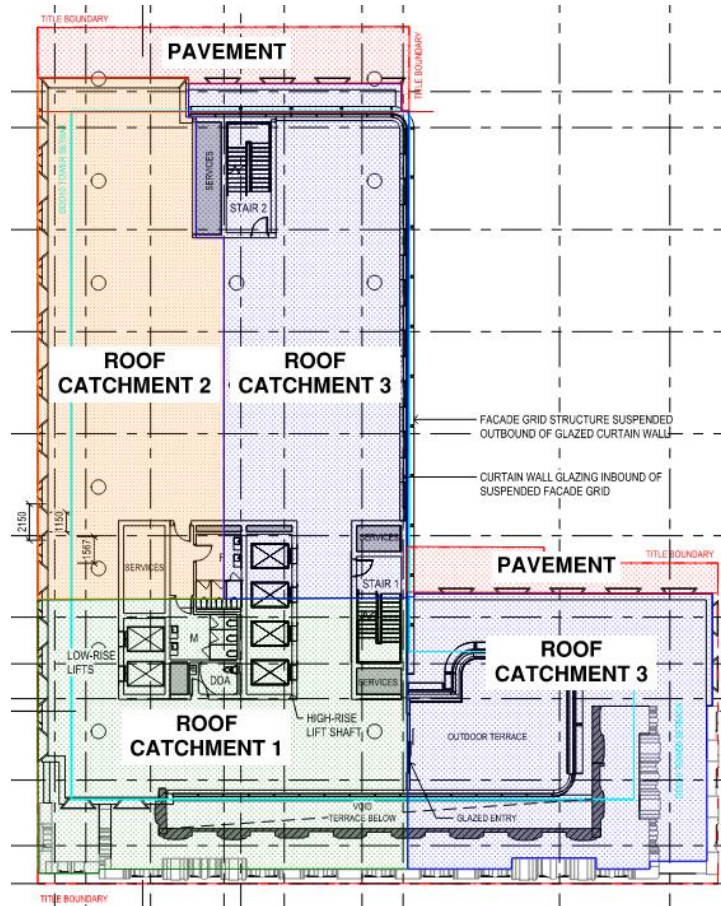 TITLE BOUNDARY
PAVEMENT
TITLE BOUNDARY
SERVICES
STAIR 2
ROOF
CATCHMENT 2
ROOF
CATCHMENT 3
FACADE GRID STRUCTURE SUSPENDED
OUTBOUND OF GLAZED CURTAIN WALL
CURTAIN WALL GLAZING INBOUND OF
SUSPENDED FACADE GRID
2150
1150
1567
SERVICES
F
SERVICES
STAIR 1
TITLE BOUNDARY
PAVEMENT
LOW-RISE
LIFTS
M
DDA
SERVICES
ROOF
CATCHMENT 3
ROOF
CATCHMENT 1
HIGH-RISE
LIFT SHAFT
OUTDOOR TERRACE
VOID
TERRACE BELOW
GLAZED ENTRY
TITLE BOUNDARY